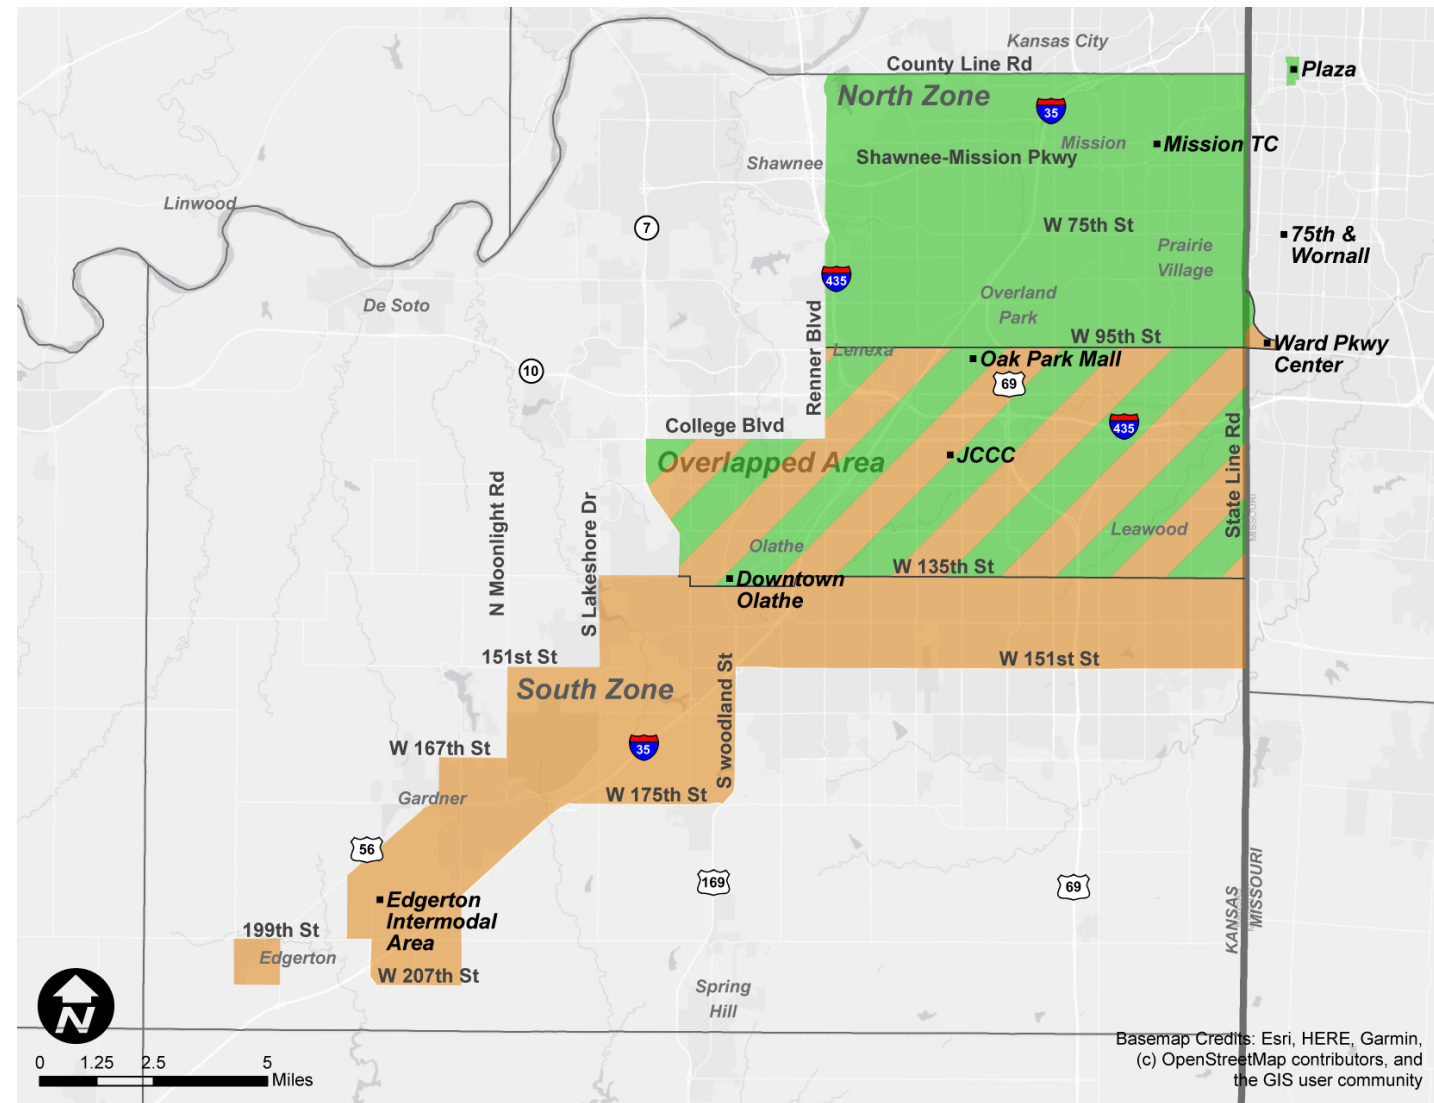 Kansas City
County Line Rd
Plaza
North Zone
35
Mission
Mission TC
Shawnee
Shawnee-Mission Pkwy
Linwood
7
W 75th St
75th &
Wornall
Prairie
Village
435
Overland
Park
De Soto
Renner Blvd
W 95th St
Ward Pkwy
Center
Lenexa
Oak Park Mall
10
69
College Blvd
435
State Line Rd
Overlapped Area
JCCC
N Moonlight Rd
S Lakeshore Dr
MISSOURI
Leawood
Olathe
W 135th St
Downtown
Olathe
151st St
W 151st St
South Zone
S woodland St
W 167th St
35
Gardner
W 175th St
56
169
69
KANSAS
MISSOURI
Edgerton
Intermodal
Area
199th St
Edgerton
W 207th St
Spring
Hill
N
0 1.25 2.5 5
Miles
Basemap Credits: Esri, HERE, Garmin,
(c) OpenStreetMap contributors, and
the GIS user community